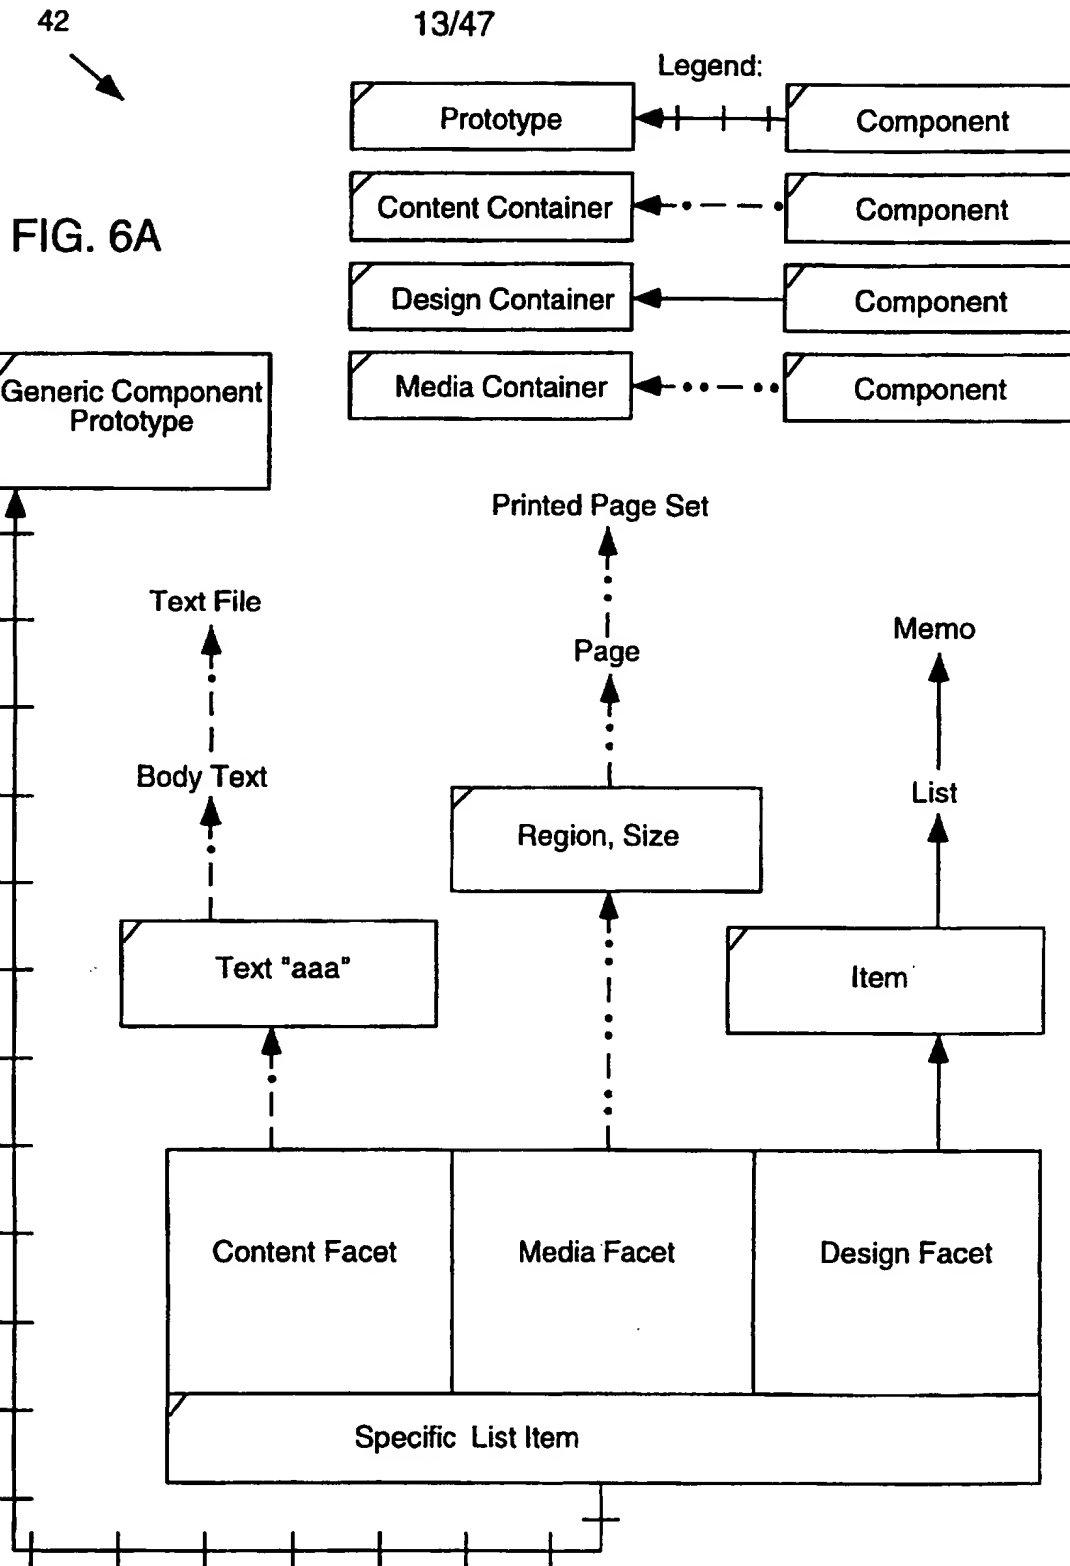 42
13/47
Legend:
Prototype
Component
Content Container
Component
FIG. 6A
Design Container
Component
Media Container
Component
Generic Component
Prototype
Printed Page Set
Text File
Memo
Page
Body Text
List
Region, Size
Text "aaa"
Item
Content Facet
Media Facet
Design Facet
Specific List Item